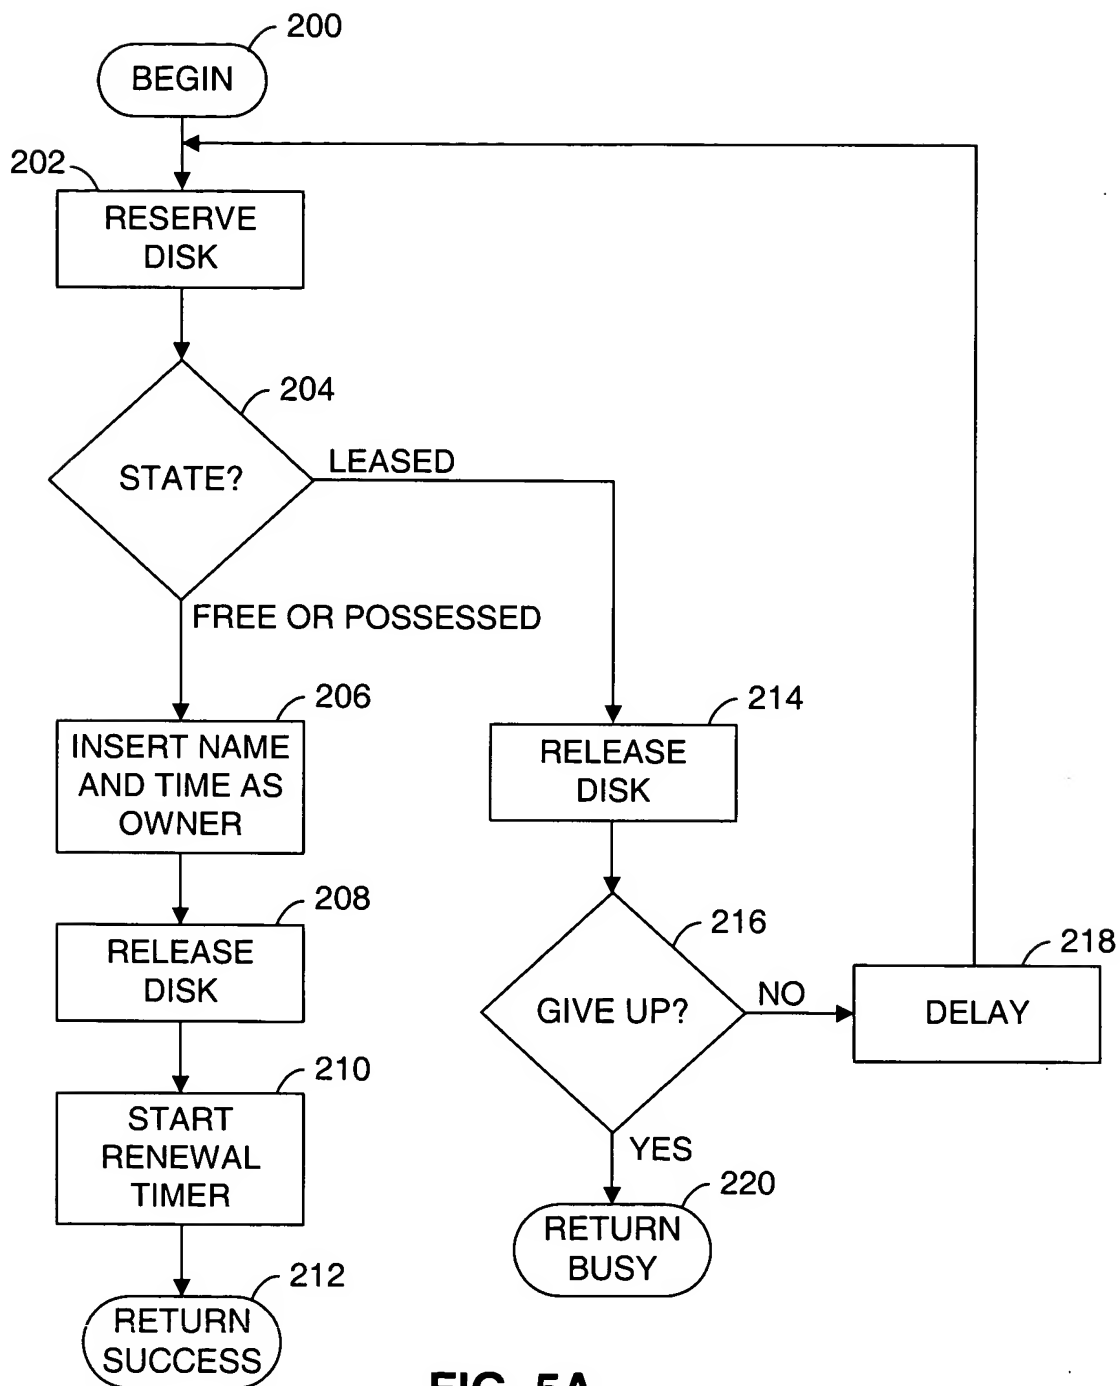 200
BEGIN
202
RESERVE
DISK
204
STATE?
LEASED
FREE OR POSSESSED
206
INSERT NAME
AND TIME AS
OWNER
214
RELEASE
DISK
208
RELEASE
DISK
216
GIVE UP?
NO
218
DELAY
210
START
RENEWAL
TIMER
YES
220
RETURN
BUSY
212
RETURN
SUCCESS
FIG. 5A